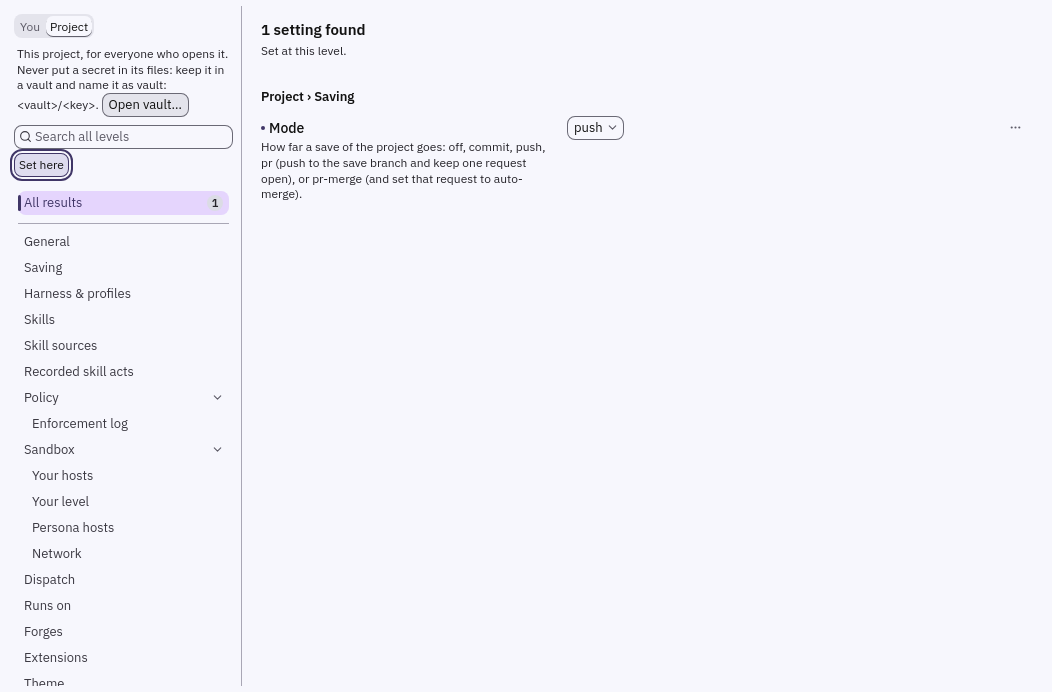 You Project
This project, for everyone who opens it.
Never put a secret in its files: keep it in
a vault and name it as vault:
<vault>/<key>. Open vault...
Search all levels
Set here
All results 1
General
Saving
Harness & profiles
Skills
Skill sources
Recorded skill acts
Policy
Enforcement log
Sandbox
Your hosts
Your level
Persona hosts
Network
Dispatch
Runs on
Forges
Extensions
Theme
1 setting found
Set at this level.
Project › Saving
• Mode
push
How far a save of the project goes: off, commit, push,
pr (push to the save branch and keep one request
open), or pr-merge (and set that request to auto-
merge).